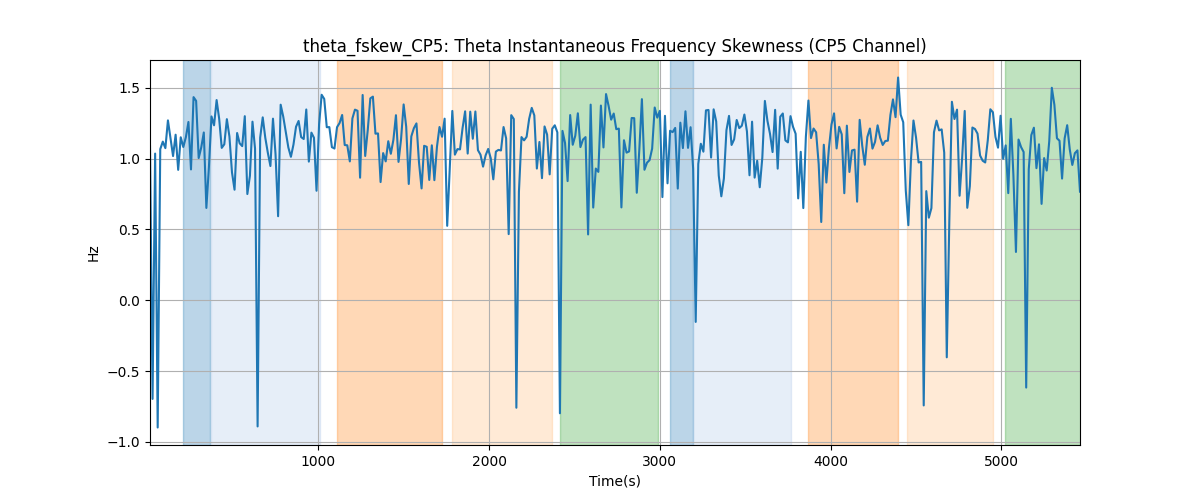 theta_fskew_CP5: Theta Instantaneous Frequency Skewness (CP5 Channel)
1.5
1.0
0.5
0.0
−0.5
−1.0
Hz
1000 2000 3000 4000 5000
Time(s)